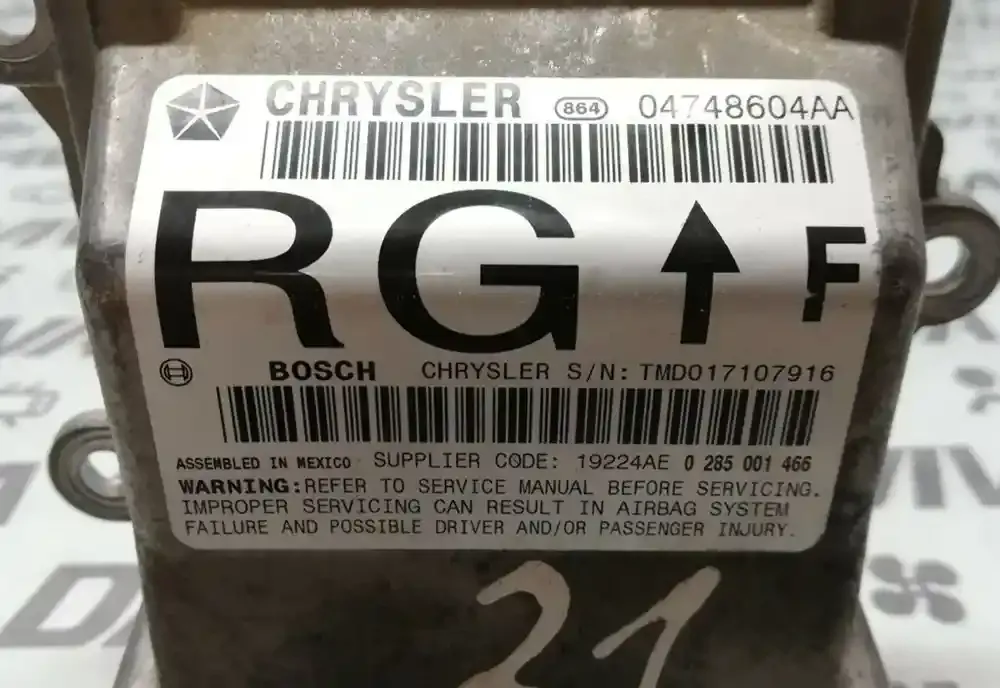 CHRYSLER 864 04748604AA
RG F
BOSCH CHRYSLER S/N: TMD017107916
ASSEMBLED IN MEXICO SUPPLIER CODE: 19224AE 0 285 001 466
WARNING: REFER TO SERVICE MANUAL BEFORE SERVICING.
IMPROPER SERVICING CAN RESULT IN AIRBAG SYSTEM
FAILURE AND POSSIBLE DRIVER AND/OR PASSENGER INJURY.
21